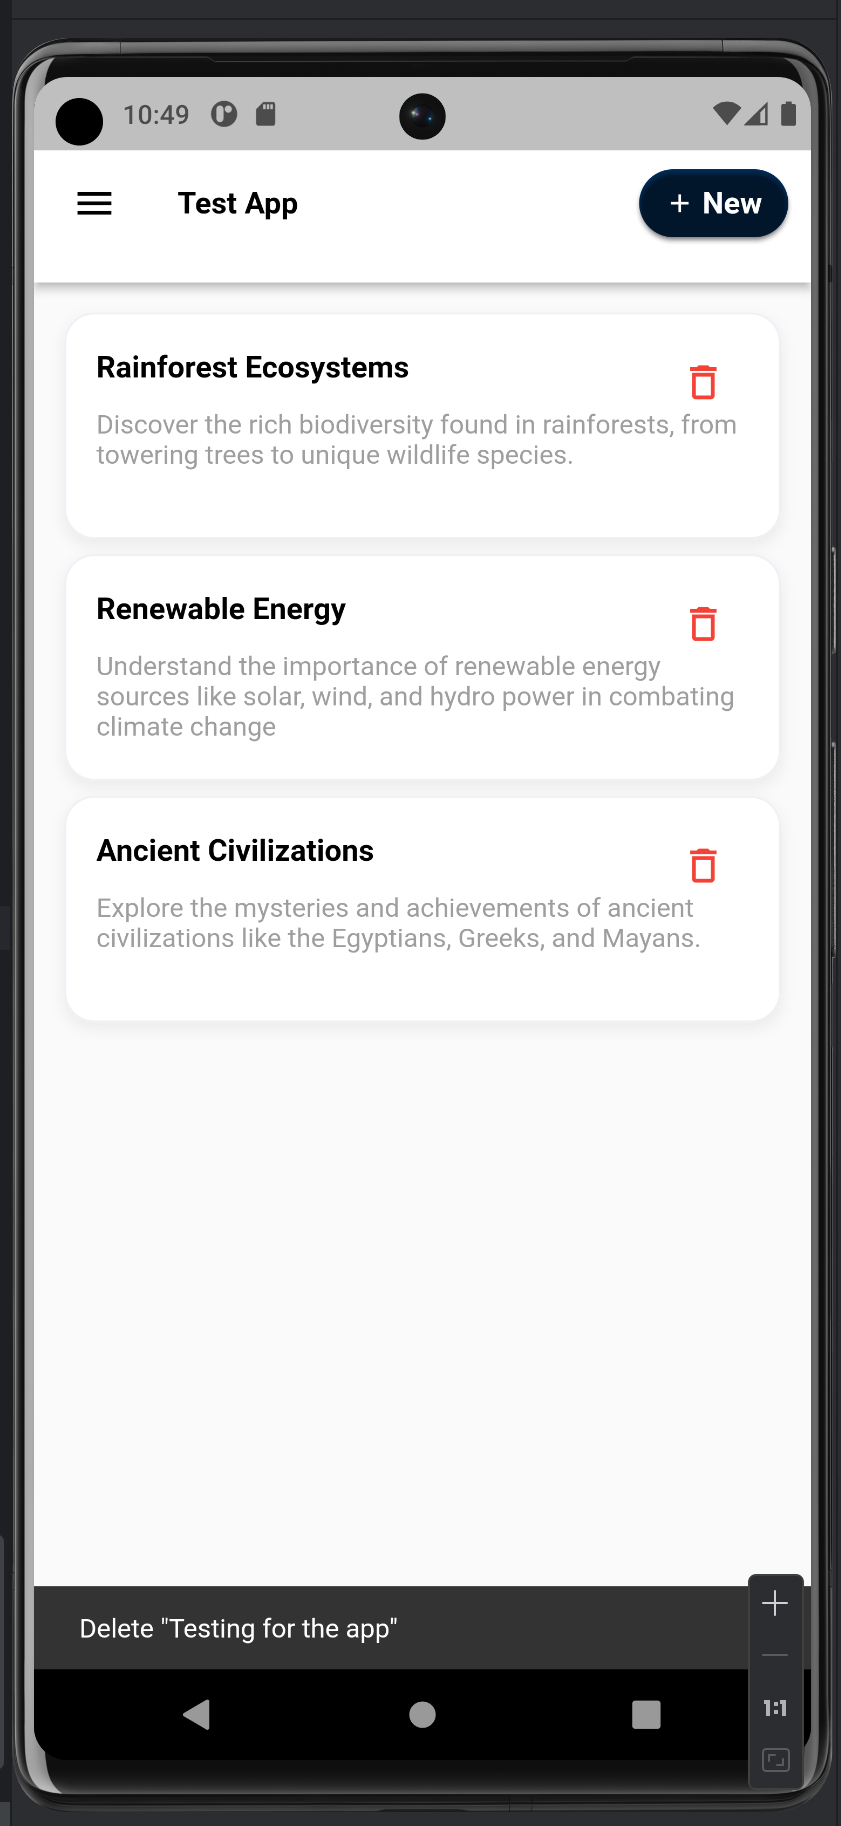 10:49
Test App
+ New
Rainforest Ecosystems
Discover the rich biodiversity found in rainforests, from
towering trees to unique wildlife species.
Renewable Energy
Understand the importance of renewable energy
sources like solar, wind, and hydro power in combating
climate change
Ancient Civilizations
Explore the mysteries and achievements of ancient
civilizations like the Egyptians, Greeks, and Mayans.
Delete "Testing for the app"
1:1